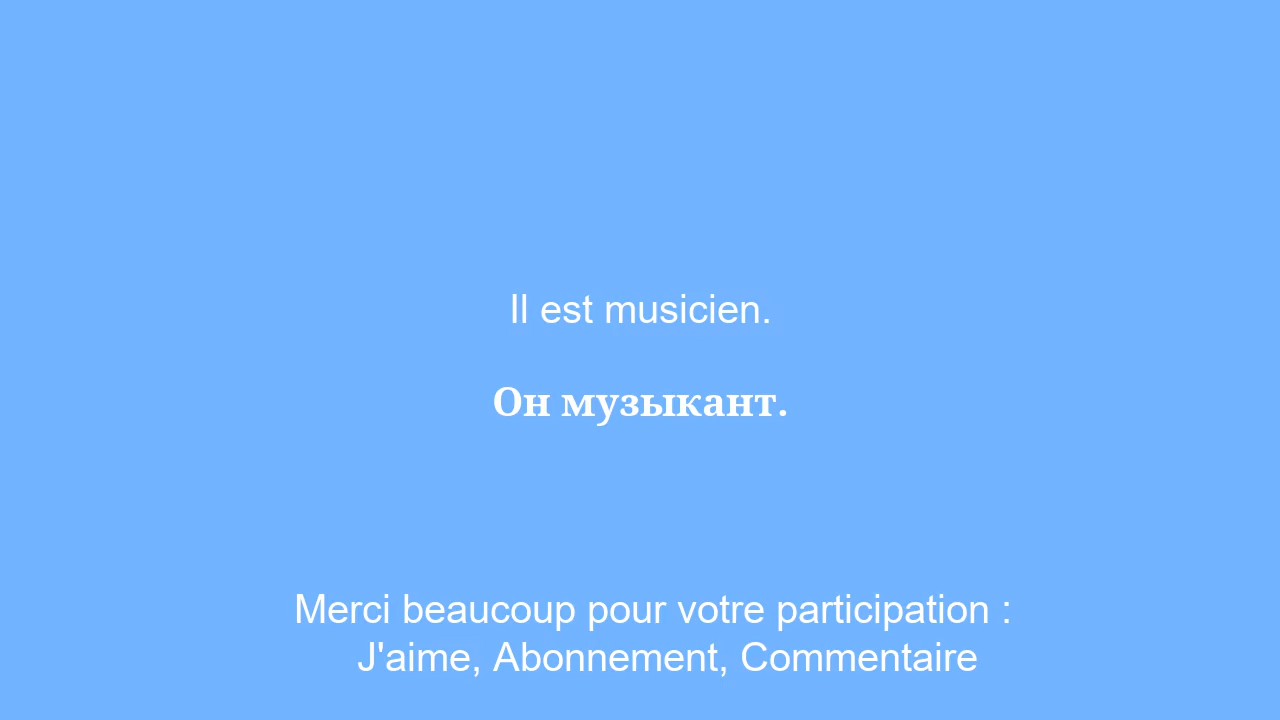 Il est musicien.
Он музыкант.
Merci beaucoup pour votre participation :
J'aime, Abonnement, Commentaire